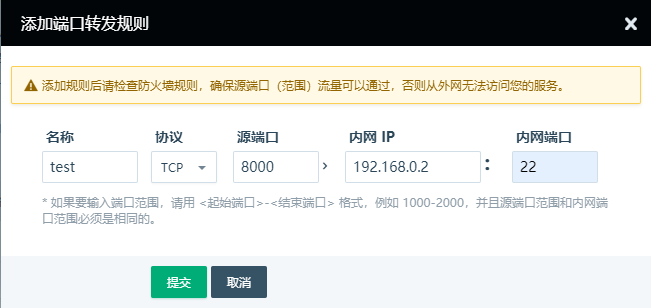 添加端口转发规则
添加规则后请检查防火墙规则，确保源端口（范围）流量可以通过，否则从外网无法访问您的服务。
名称 协议 源端口 内网 IP 内网端口
test TCP 8000 › 192.168.0.2 : 22
* 如果要输入端口范围，请用 <起始端口>-<结束端口> 格式，例如 1000-2000，并且源端口范围和内网端
口范围必须是相同的。
提交 取消